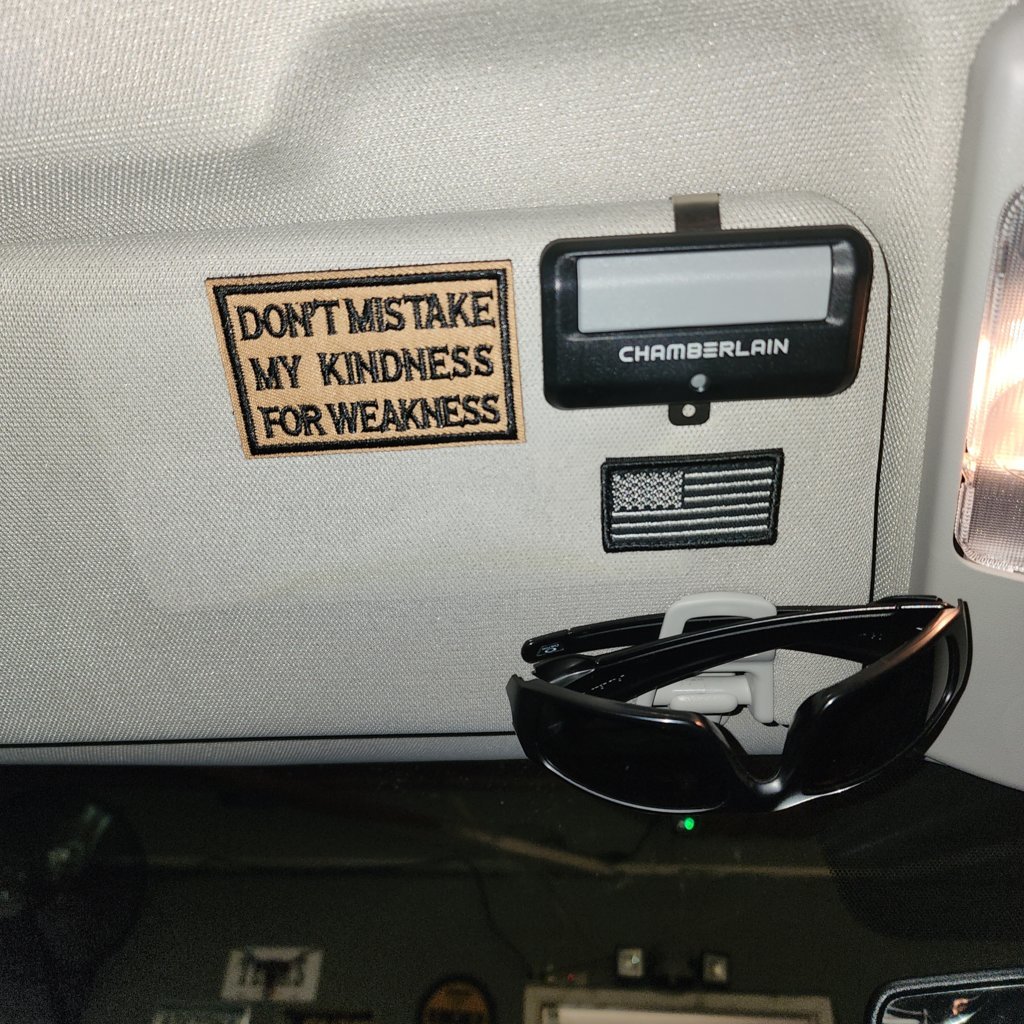 DON'T MISTAKE
MY KINDNESS
FOR WEAKNESS
CHAMBERLAIN